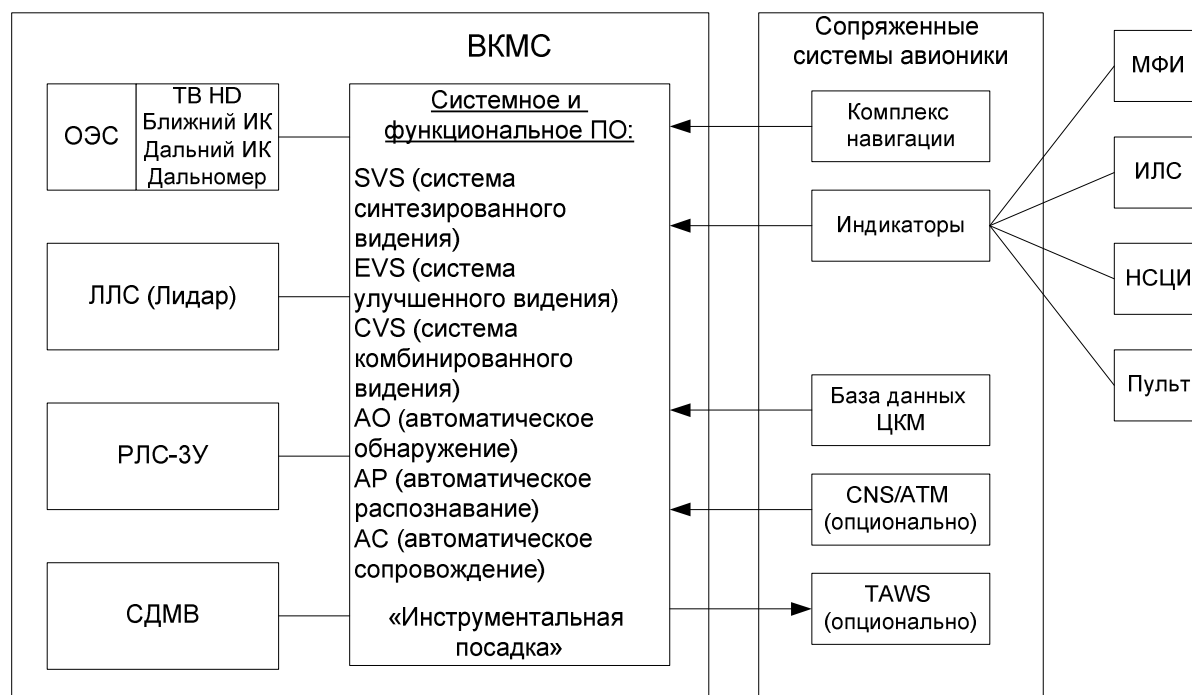 ВКМС
ОЭС
ТВ HD
Ближний ИК
Дальний ИК
Дальномер
ЛЛС (Лидар)
РЛС-3У
СДМВ
Системное и
функциональное ПО:
SVS (система
синтезированного
видения)
EVS (система
улучшенного видения)
CVS (система
комбинированного
видения)
АО (автоматическое
обнаружение)
АР (автоматическое
распознавание)
АС (автоматическое
сопровождение)
«Инструментальная
посадка»
Сопряженные
системы авионики
Комплекс
навигации
Индикаторы
База данных
ЦКМ
CNS/ATM
(опционально)
TAWS
(опционально)
МФИ
ИЛС
НСЦИ
Пульт